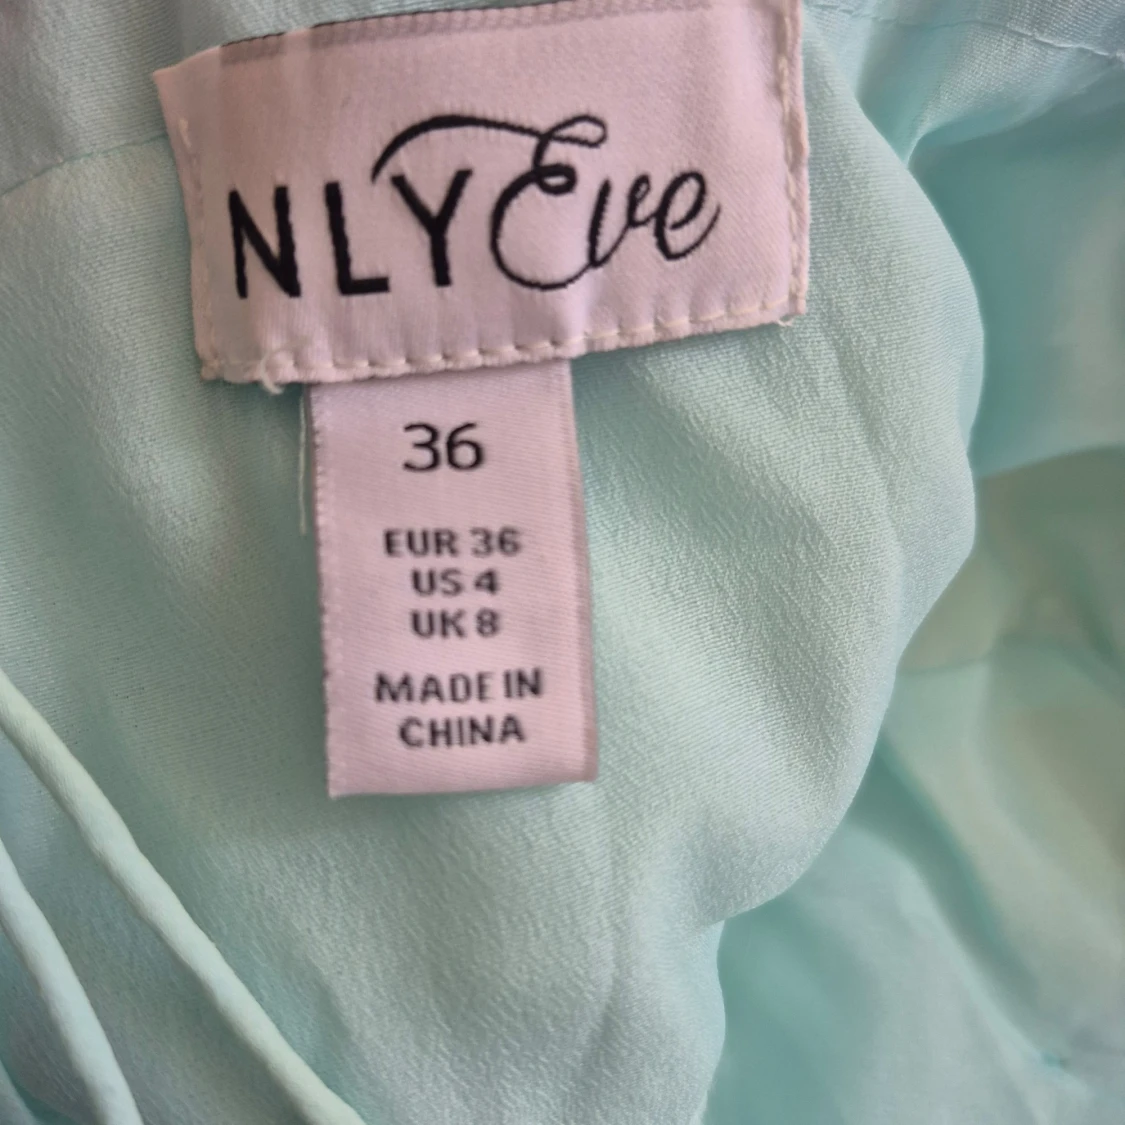 NLY Eve
36
EUR 36
US 4
UK 8
MADE IN
CHINA